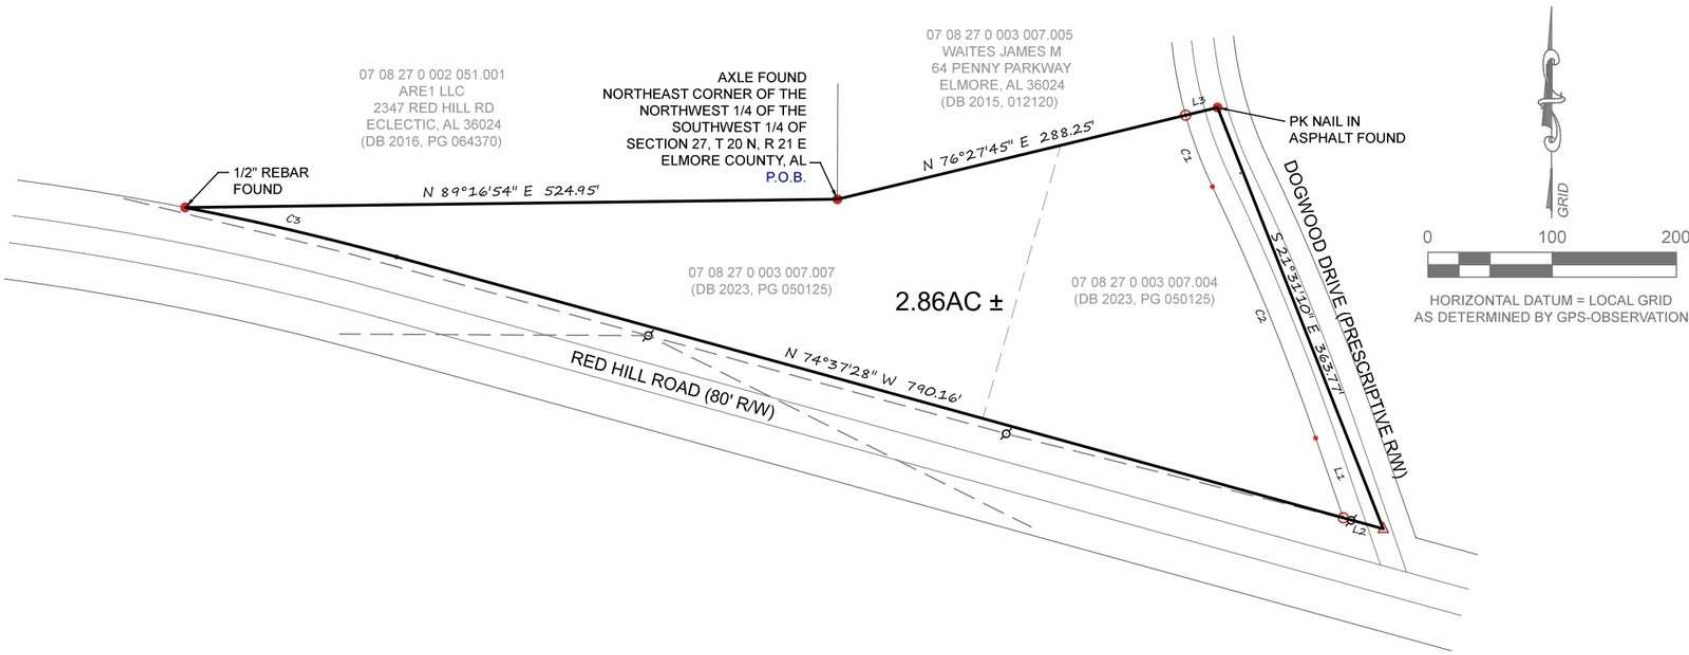 07 08 27 0 002 051.001
ARE1 LLC
2347 RED HILL RD
ECLECTIC, AL 36024
(DB 2016, PG 064370)
AXLE FOUND
NORTHEAST CORNER OF THE
NORTHWEST 1/4 OF THE
SOUTHWEST 1/4 OF
SECTION 27, T 20 N, R 21 E
ELMORE COUNTY, AL
P.O.B.
07 08 27 0 003 007.005
WAITES JAMES M
64 PENNY PARKWAY
ELMORE, AL 36024
(DB 2015, 012120)
L3
PK NAIL IN
ASPHALT FOUND
1/2" REBAR
FOUND
N 89°16'54" E 524.95'
N 76°27'45" E 288.25'
C1
C3
07 08 27 0 003 007.007
(DB 2023, PG 050125)
2.86AC ±
07 08 27 0 003 007.004
(DB 2023, PG 050125)
C2
S 21°31'10" E 363.77'
DOGWOOD DRIVE (PRESCRIPTIVE R/W)
N 74°37'28" W 790.16'
RED HILL ROAD (80' R/W)
L1
L2
GRID
0 100 200
HORIZONTAL DATUM = LOCAL GRID
AS DETERMINED BY GPS-OBSERVATION